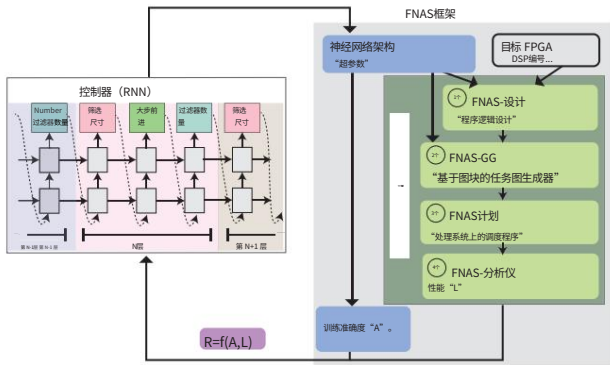 FNAS框架
神经网络架构
“超参数”
目标 FPGA
DSP编号...
控制器（RNN）
Number
过滤器数量
筛选
尺寸
大步前
进
过滤器数
量
筛选
尺寸
N层
第 N+1 层
1个
FNAS-设计
“程序逻辑设计”
FNAS-GG
“基于图块的任务图生成器”
FNAS计划
“处理系统上的调度程序”
FNAS-分析仪
性能“L”
训练准确度“A”。
R=f(A,L)